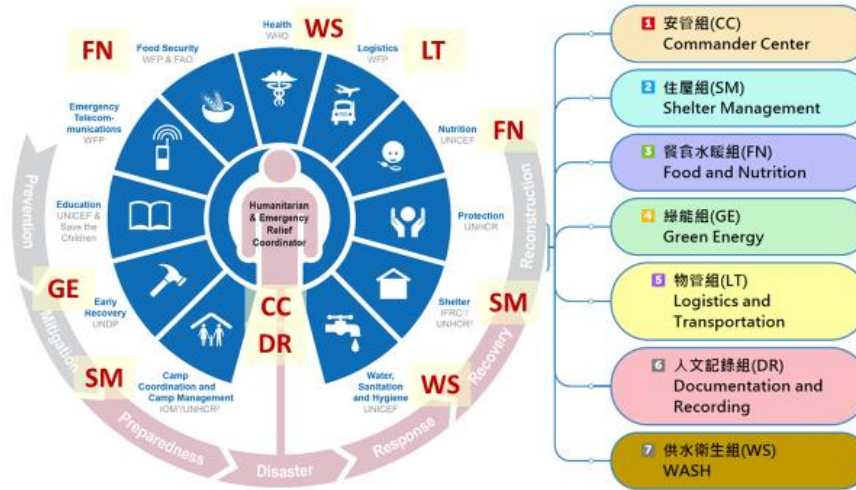 FN
Food Security
WFP & FAO
Health
WHO
WS
Logistics
WFP
LT
Emergency
Telecom-
munications
WFP
Nutrition
UNICEF
FN
Education
UNICEF &
Save the
Children
Humanitarian
& Emergency
Relief
Coordinator
Protection
UNHCR
GE
Early
Recovery
UNDP
CC
DR
Shelter
IFRC¹/
UNHCR²
SM
SM
Camp
Coordination and
Camp Management
IOM¹/UNHCR²
Water,
Sanitation
and Hygiene
UNICEF
WS
Prevention
Mitigation
Preparedness
Disaster
Response
Recovery
Reconstruction
1 安管組(CC)
Commander Center
2 住屋組(SM)
Shelter Management
3 餐食水暖組(FN)
Food and Nutrition
4 綠能組(GE)
Green Energy
5 物管組(LT)
Logistics and
Transportation
6 人文記錄組(DR)
Documentation and
Recording
7 供水衛生組(WS)
WASH